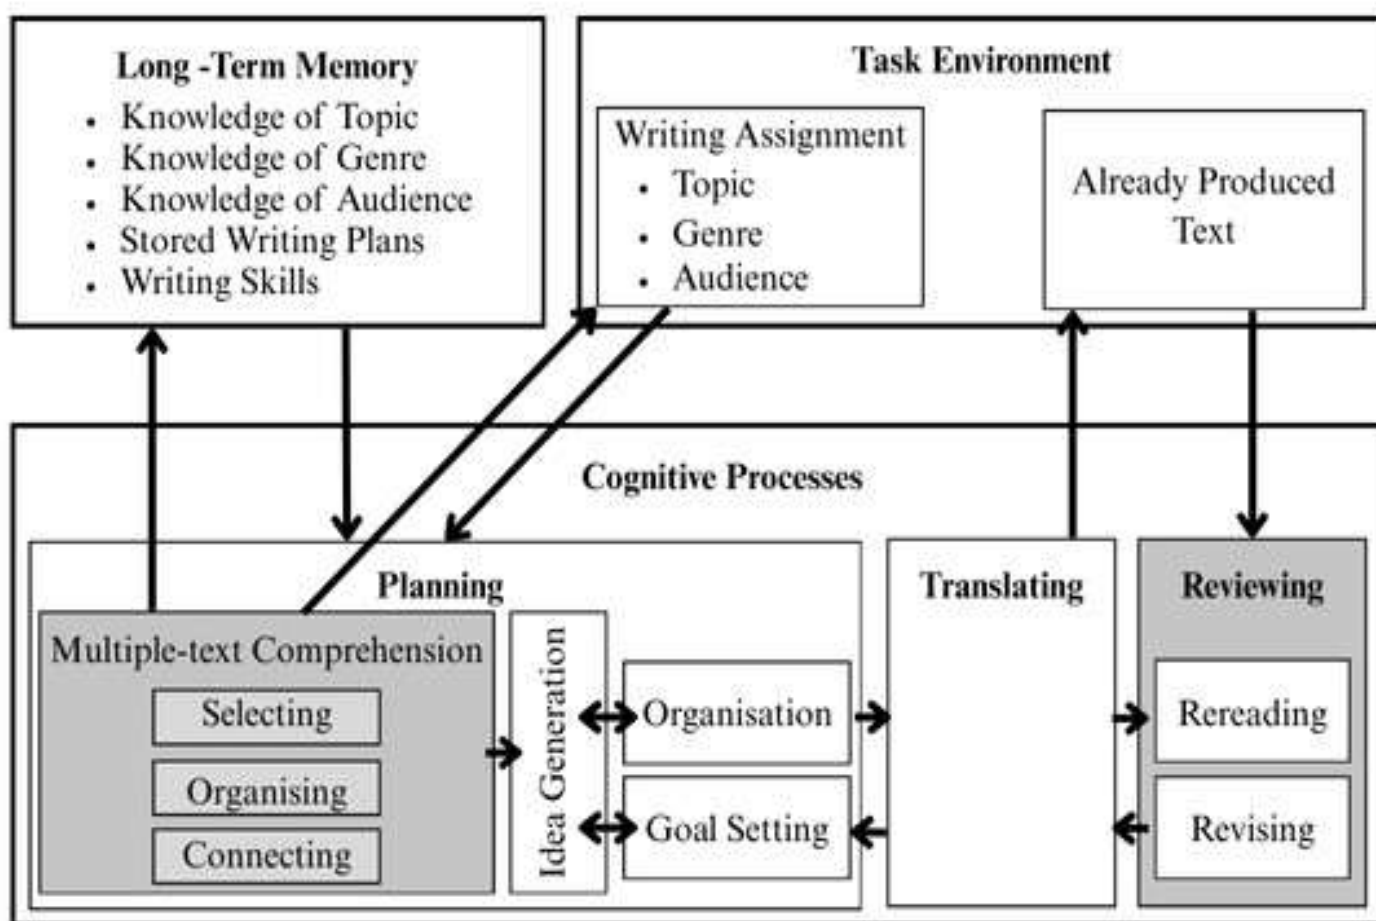 Long -Term Memory
• Knowledge of Topic
• Knowledge of Genre
• Knowledge of Audience
• Stored Writing Plans
• Writing Skills
Task Environment
Writing Assignment
• Topic
• Genre
• Audience
Already Produced
Text
Cognitive Processes
Planning
Multiple-text Comprehension
Selecting
Organising
Connecting
Idea Generation
Organisation
Goal Setting
Translating
Reviewing
Rereading
Revising